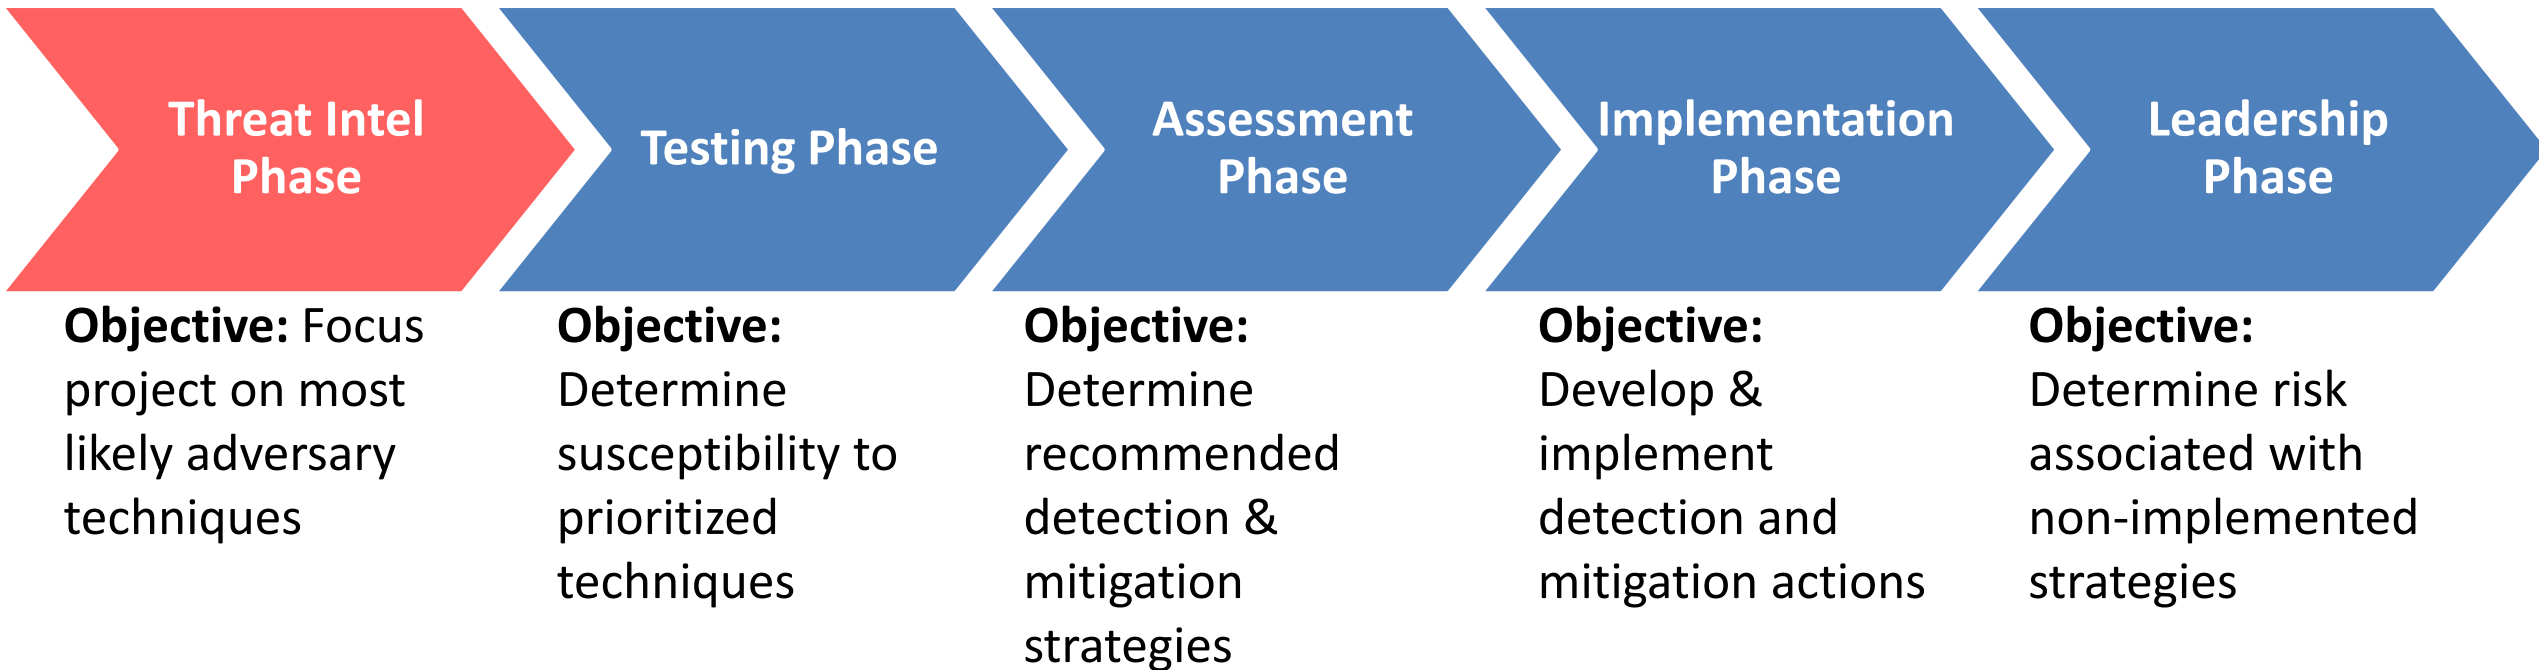 Threat Intel
Phase
Testing Phase
Assessment
Phase
Implementation
Phase
Leadership
Phase
Objective: Focus
project on most
likely adversary
techniques
Objective:
Determine
susceptibility to
prioritized
techniques
Objective:
Determine
recommended
detection &
mitigation
strategies
Objective:
Develop &
implement
detection and
mitigation actions
Objective:
Determine risk
associated with
non-implemented
strategies